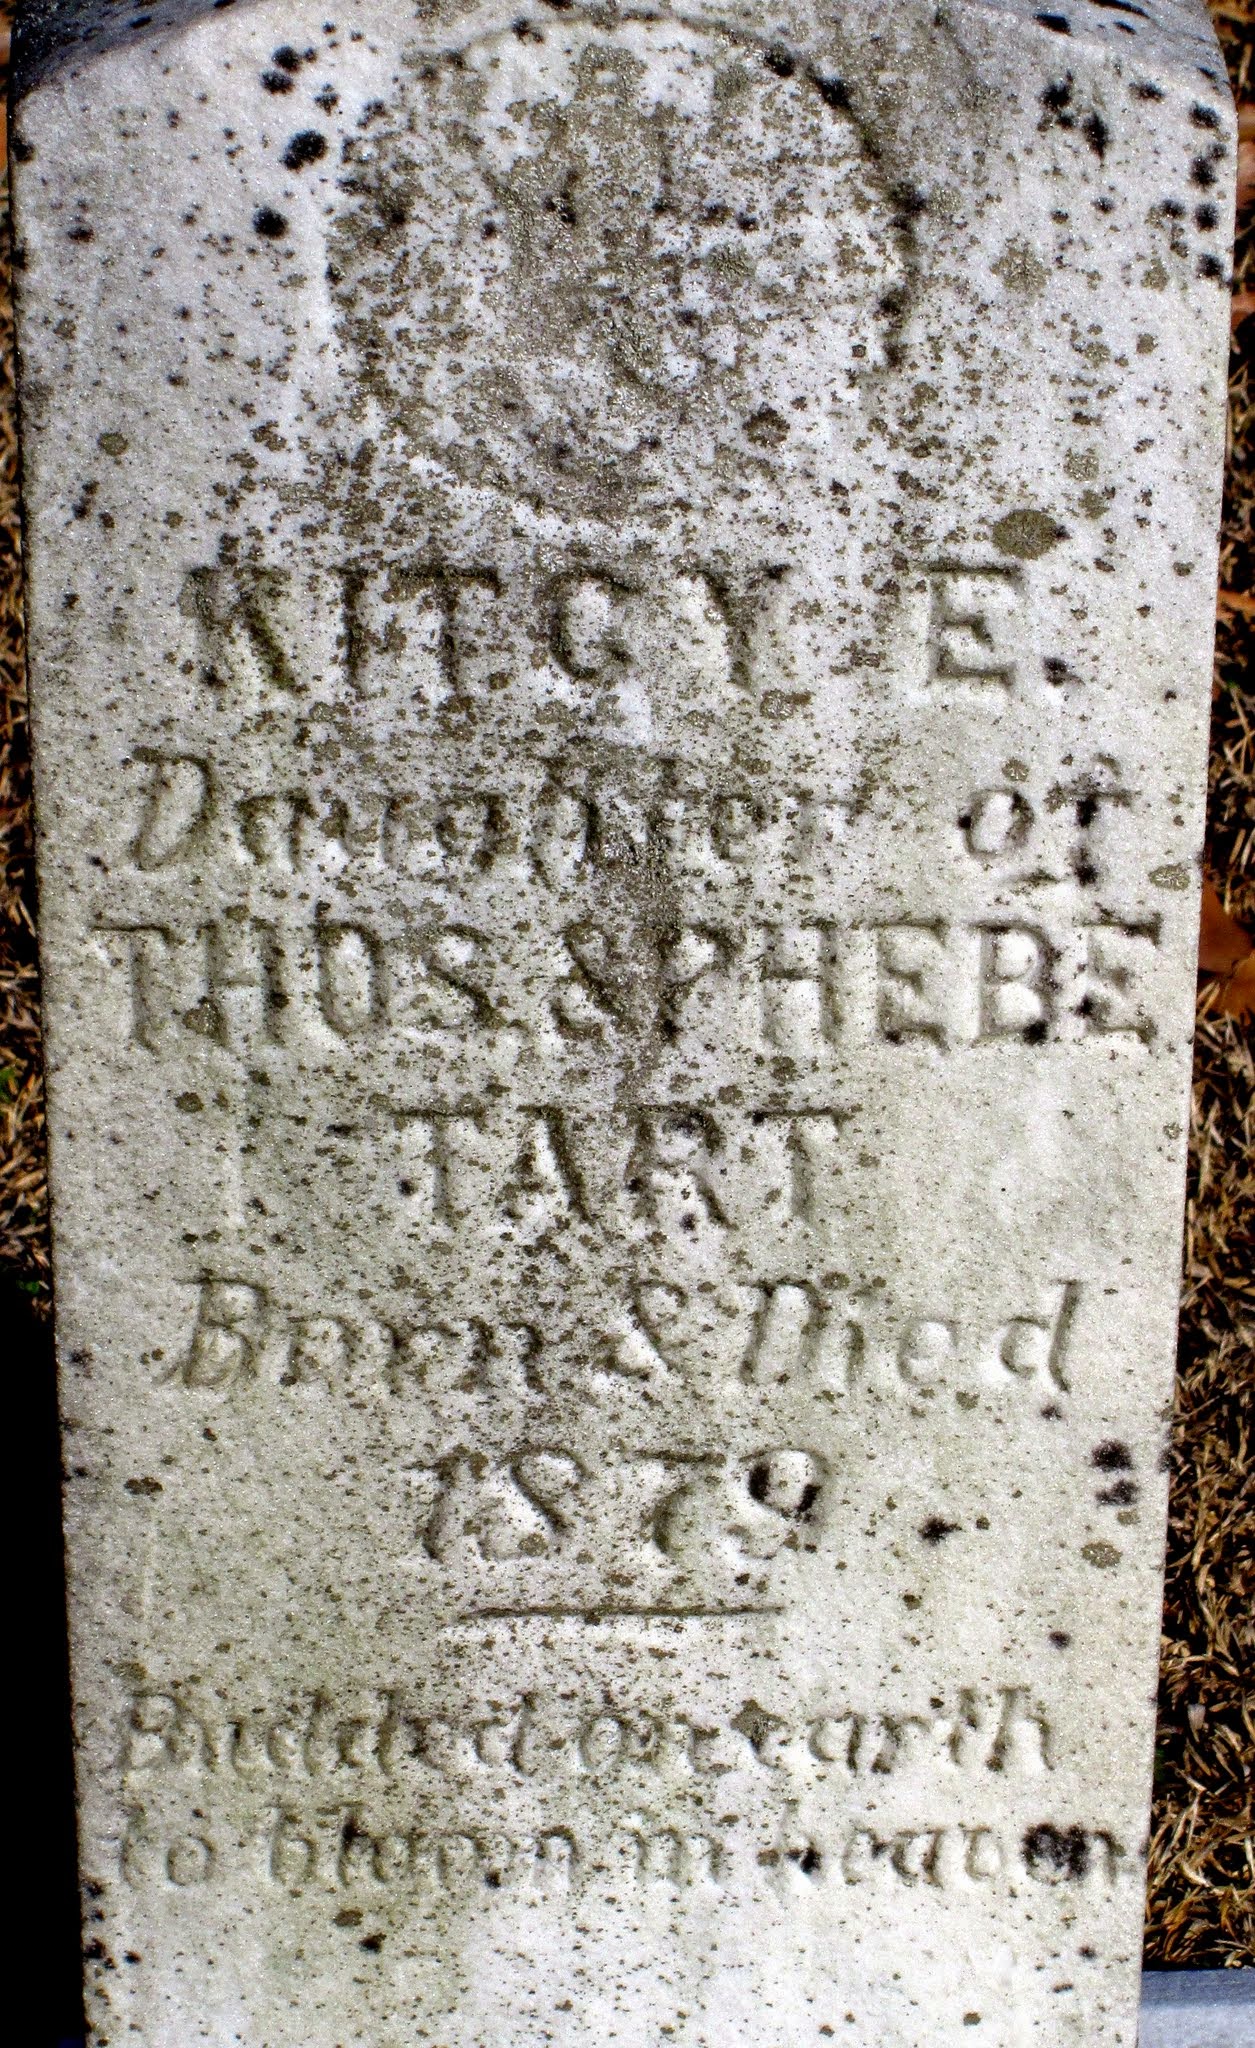 KITCY E.
Daughter of
THOS. & PHEBE
TART
Born & Died
1879
Budded on earth
to bloom in heaven